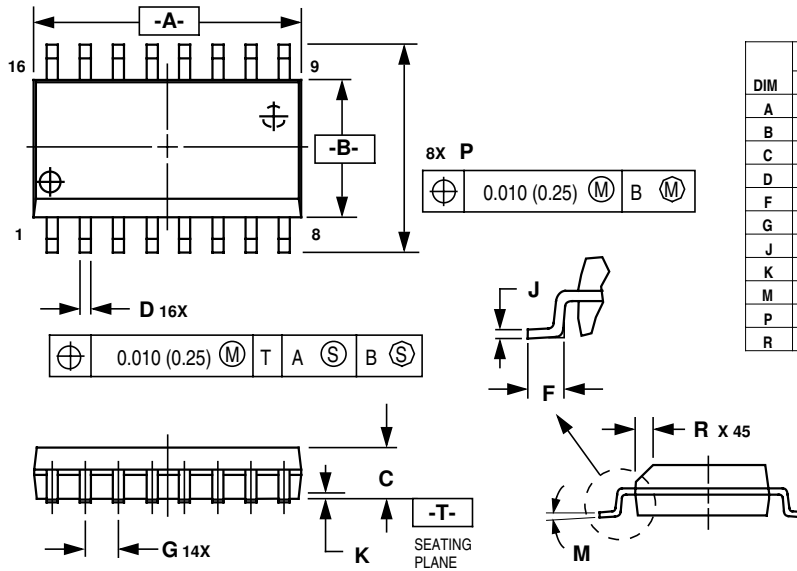 -A-
16
9
-B-
8X P
⌖ 0.010 (0.25) Ⓜ B Ⓜ
1
8
D 16X
⌖ 0.010 (0.25) Ⓜ T A Ⓢ B Ⓢ
J
F
R X 45
C
-T-
SEATING
PLANE
G 14X
K
M
DIM
A
B
C
D
F
G
J
K
M
P
R